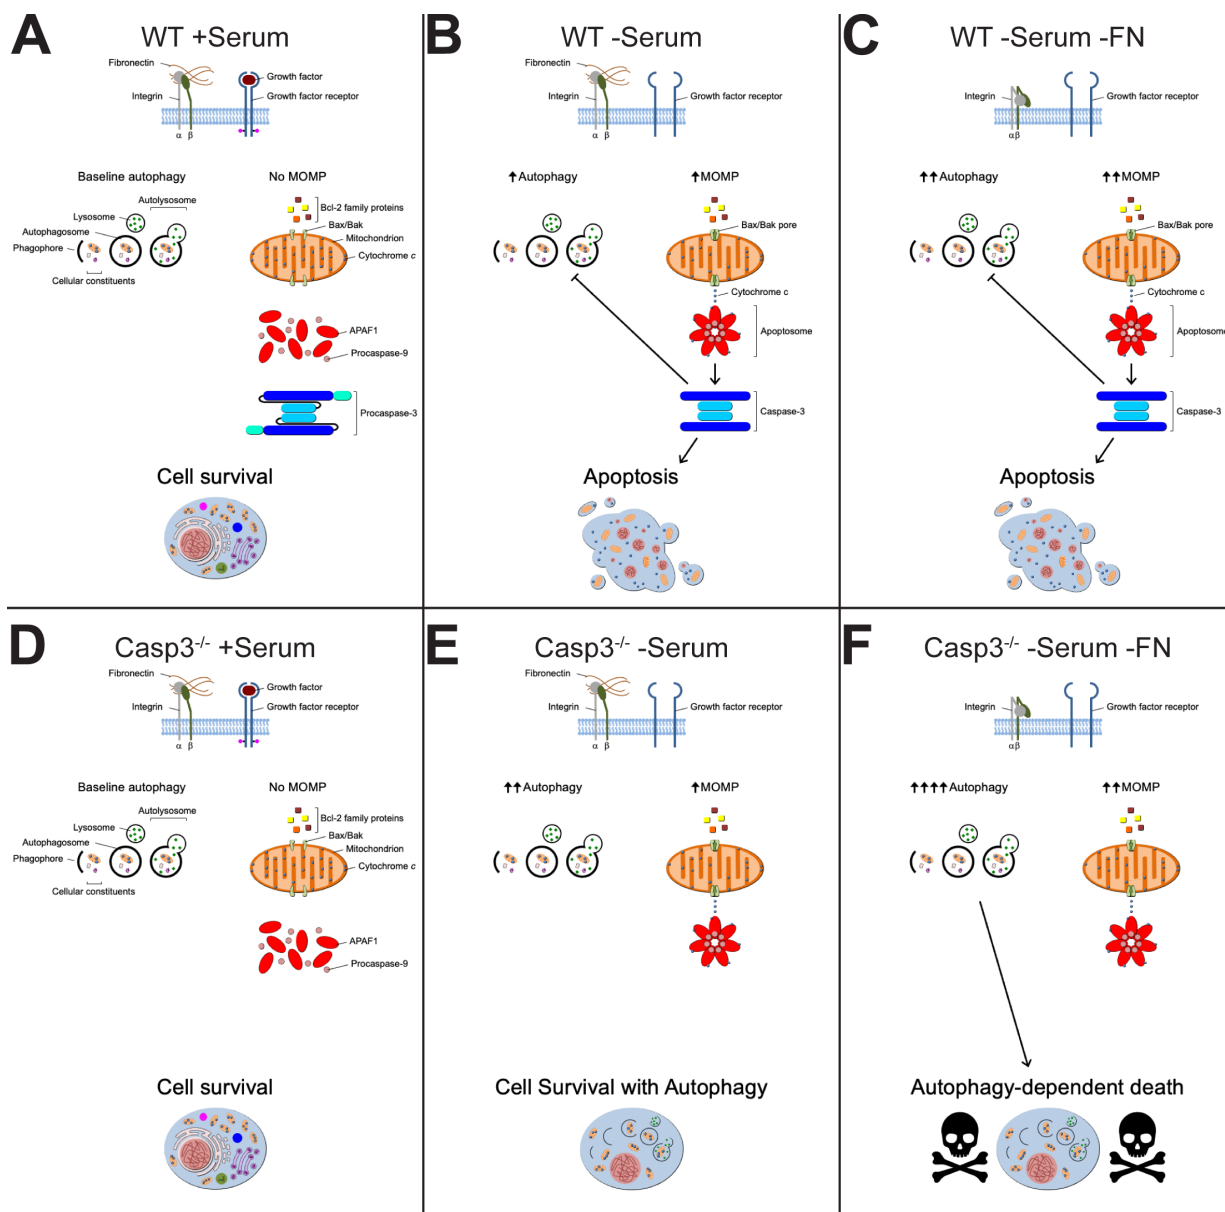 A
WT +Serum
Fibronectin
Growth factor
Integrin
Growth factor receptor
α β
Baseline autophagy
No MOMP
Autolysosome
Lysosome
Bcl-2 family proteins
Autophagosome
Bax/Bak
Phagophore
Mitochondrion
Cytochrome c
Cellular constituents
APAF1
Procaspase-9
Procaspase-3
Cell survival
B
WT -Serum
Fibronectin
Integrin
Growth factor receptor
α β
↑Autophagy
↑MOMP
Bax/Bak pore
Cytochrome c
Apoptosome
Caspase-3
Apoptosis
C
WT -Serum -FN
Integrin
Growth factor receptor
αβ
↑↑Autophagy
↑↑MOMP
Bax/Bak pore
Cytochrome c
Apoptosome
Caspase-3
Apoptosis
D
Casp3-/- +Serum
Fibronectin
Growth factor
Integrin
Growth factor receptor
α β
Baseline autophagy
No MOMP
Autolysosome
Lysosome
Bcl-2 family proteins
Autophagosome
Bax/Bak
Phagophore
Mitochondrion
Cytochrome c
Cellular constituents
APAF1
Procaspase-9
Cell survival
E
Casp3-/- -Serum
Fibronectin
Integrin
Growth factor receptor
α β
↑↑Autophagy
↑MOMP
Cell Survival with Autophagy
F
Casp3-/- -Serum -FN
Integrin
Growth factor receptor
αβ
↑↑↑↑Autophagy
↑↑MOMP
Autophagy-dependent death